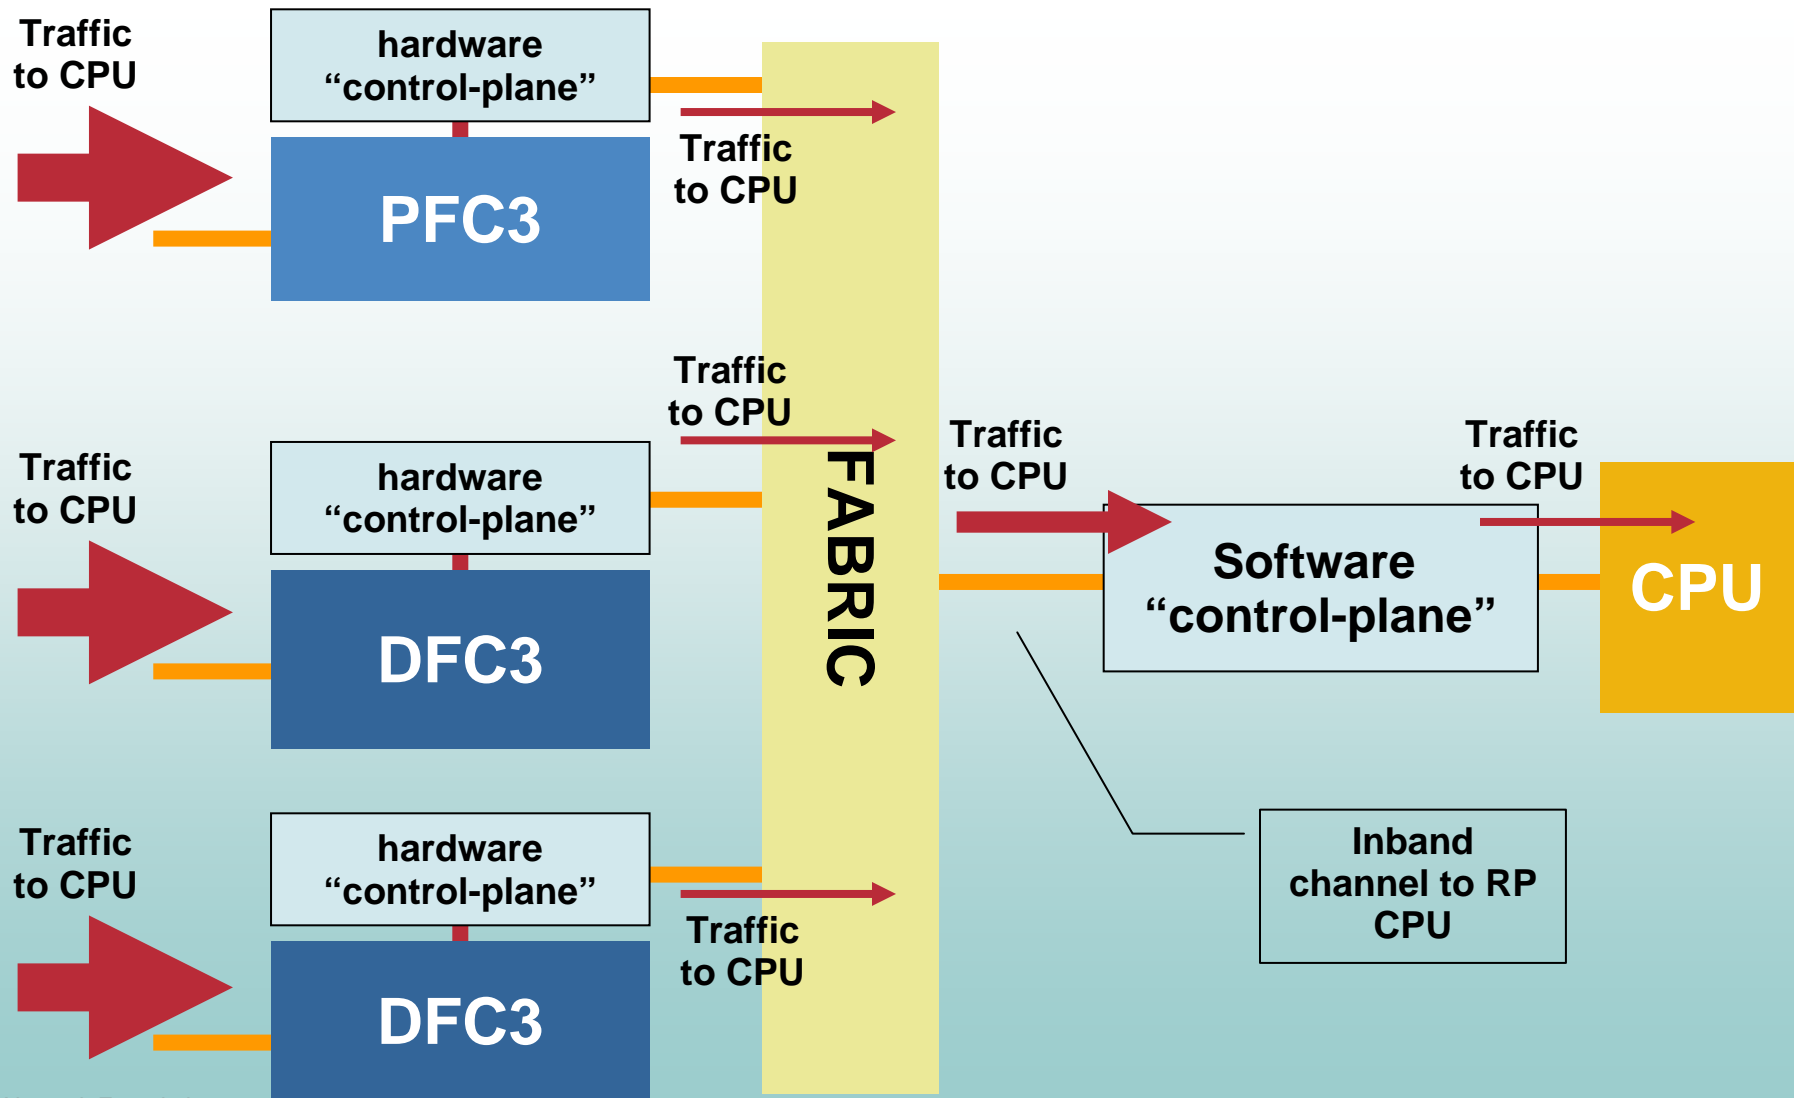 Traffic
to CPU
hardware
“control-plane”
Traffic
to CPU
PFC3
Traffic
to CPU
Traffic
to CPU
hardware
“control-plane”
DFC3
FABRIC
Traffic
to CPU
Traffic
to CPU
Software
“control-plane”
CPU
Traffic
to CPU
hardware
“control-plane”
Traffic
to CPU
DFC3
Inband
channel to RP
CPU